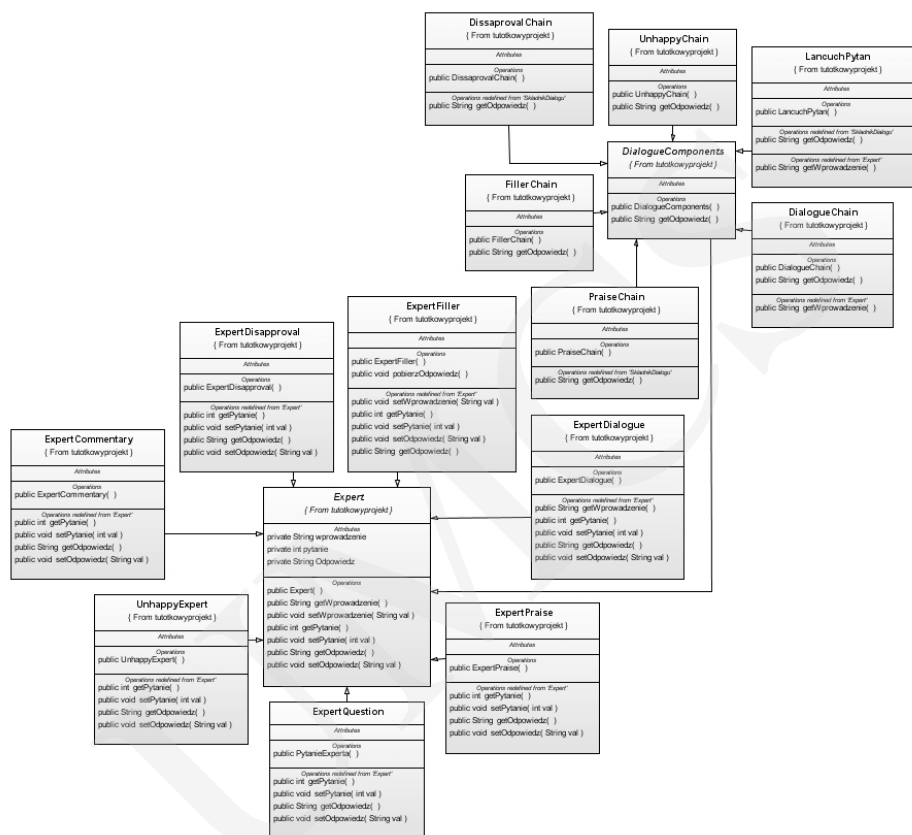 DissaprovalChain
{ From tutotkowyprojekt }
Attributes
Operations
public DissaprovalChain( )
Operations redefined from 'SkladnikDialogu'
public String getOdpowiedz( )
UnhappyChain
{ From tutotkowyprojekt }
Attributes
Operations
public UnhappyChain( )
public String getOdpowiedz( )
LancuchPytan
{ From tutotkowyprojekt }
Attributes
Operations
public LancuchPytan( )
Operations redefined from 'SkladnikDialogu'
public String getOdpowiedz( )
Operations redefined from 'Expert'
public String getWprowadzenie( )
DialogueComponents
{ From tutotkowyprojekt }
Attributes
Operations
public DialogueComponents( )
public String getOdpowiedz( )
FillerChain
{ From tutotkowyprojekt }
Attributes
Operations
public FillerChain( )
public String getOdpowiedz( )
DialogueChain
{ From tutotkowyprojekt }
Attributes
Operations
public DialogueChain( )
public String getOdpowiedz( )
Operations redefined from 'Expert'
public String getWprowadzenie( )
PraiseChain
{ From tutotkowyprojekt }
Attributes
Operations
public PraiseChain( )
Operations redefined from 'SkladnikDialogu'
public String getOdpowiedz( )
ExpertFiller
{ From tutotkowyprojekt }
Attributes
Operations
public ExpertFiller( )
public void pobierzOdpowiedz( )
Operations redefined from 'Expert'
public void setWprowadzenie( String val )
public int getPytanie( )
public void setPytanie( int val )
public void setOdpowiedz( String val )
public String getOdpowiedz( )
ExpertDisapproval
{ From tutotkowyprojekt }
Attributes
Operations
public ExpertDisapproval( )
Operations redefined from 'Expert'
public int getPytanie( )
public void setPytanie( int val )
public String getOdpowiedz( )
public void setOdpowiedz( String val )
ExpertDialogue
{ From tutotkowyprojekt }
Attributes
Operations
public ExpertDialogue( )
Operations redefined from 'Expert'
public String getWprowadzenie( )
public int getPytanie( )
public void setPytanie( int val )
public String getOdpowiedz( )
public void setOdpowiedz( String val )
ExpertCommentary
{ From tutotkowyprojekt }
Attributes
Operations
public ExpertCommentary( )
Operations redefined from 'Expert'
public int getPytanie( )
public void setPytanie( int val )
public String getOdpowiedz( )
public void setOdpowiedz( String val )
Expert
{ From tutotkowyprojekt }
Attributes
private String wprowadzenie
private int pytanie
private String Odpowiedz
Operations
public Expert( )
public String getWprowadzenie( )
public void setWprowadzenie( String val )
public int getPytanie( )
public void setPytanie( int val )
public String getOdpowiedz( )
public void setOdpowiedz( String val )
UnhappyExpert
{ From tutotkowyprojekt }
Attributes
Operations
public UnhappyExpert( )
Operations redefined from 'Expert'
public int getPytanie( )
public void setPytanie( int val )
public String getOdpowiedz( )
public void setOdpowiedz( String val )
ExpertPraise
{ From tutotkowyprojekt }
Attributes
Operations
public ExpertPraise( )
Operations redefined from 'Expert'
public int getPytanie( )
public void setPytanie( int val )
public String getOdpowiedz( )
public void setOdpowiedz( String val )
ExpertQuestion
{ From tutotkowyprojekt }
Attributes
Operations
public PytanieExperta( )
Operations redefined from 'Expert'
public int getPytanie( )
public void setPytanie( int val )
public String getOdpowiedz( )
public void setOdpowiedz( String val )
UMCS